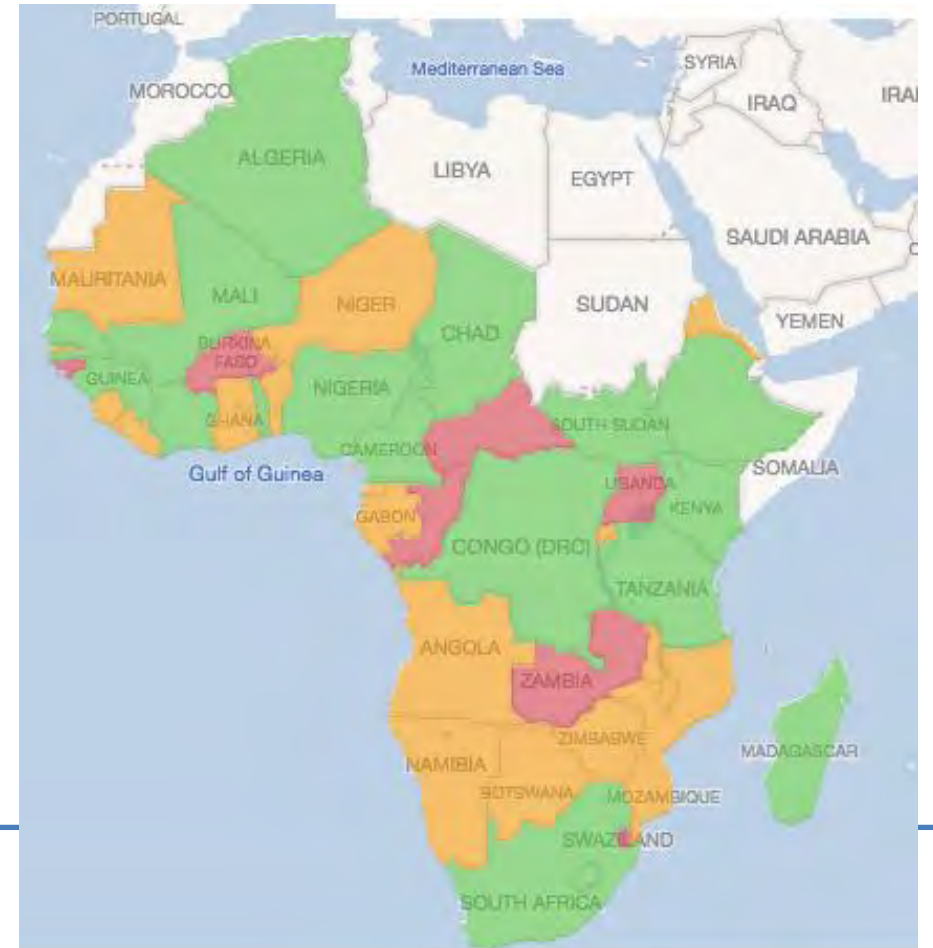 PORTUGAL
Mediterranean Sea
SYRIA
MOROCCO
IRAQ
IRAI
ALGERIA
LIBYA
EGYPT
SAUDI ARABIA
MAURITANIA
MALI
NIGER
SUDAN
YEMEN
CHAD
BURKINA
FASO
GUINEA
NIGERIA
GHANA
SOUTH SUDAN
CAMEROON
Gulf of Guinea
SOMALIA
UGANDA
KENYA
GABON
CONGO (DRC)
TANZANIA
ANGOLA
ZAMBIA
ZIMBABWE
MADAGASCAR
NAMIBIA
BOTSWANA
MOZAMBIQUE
SWAZILAND
SOUTH AFRICA